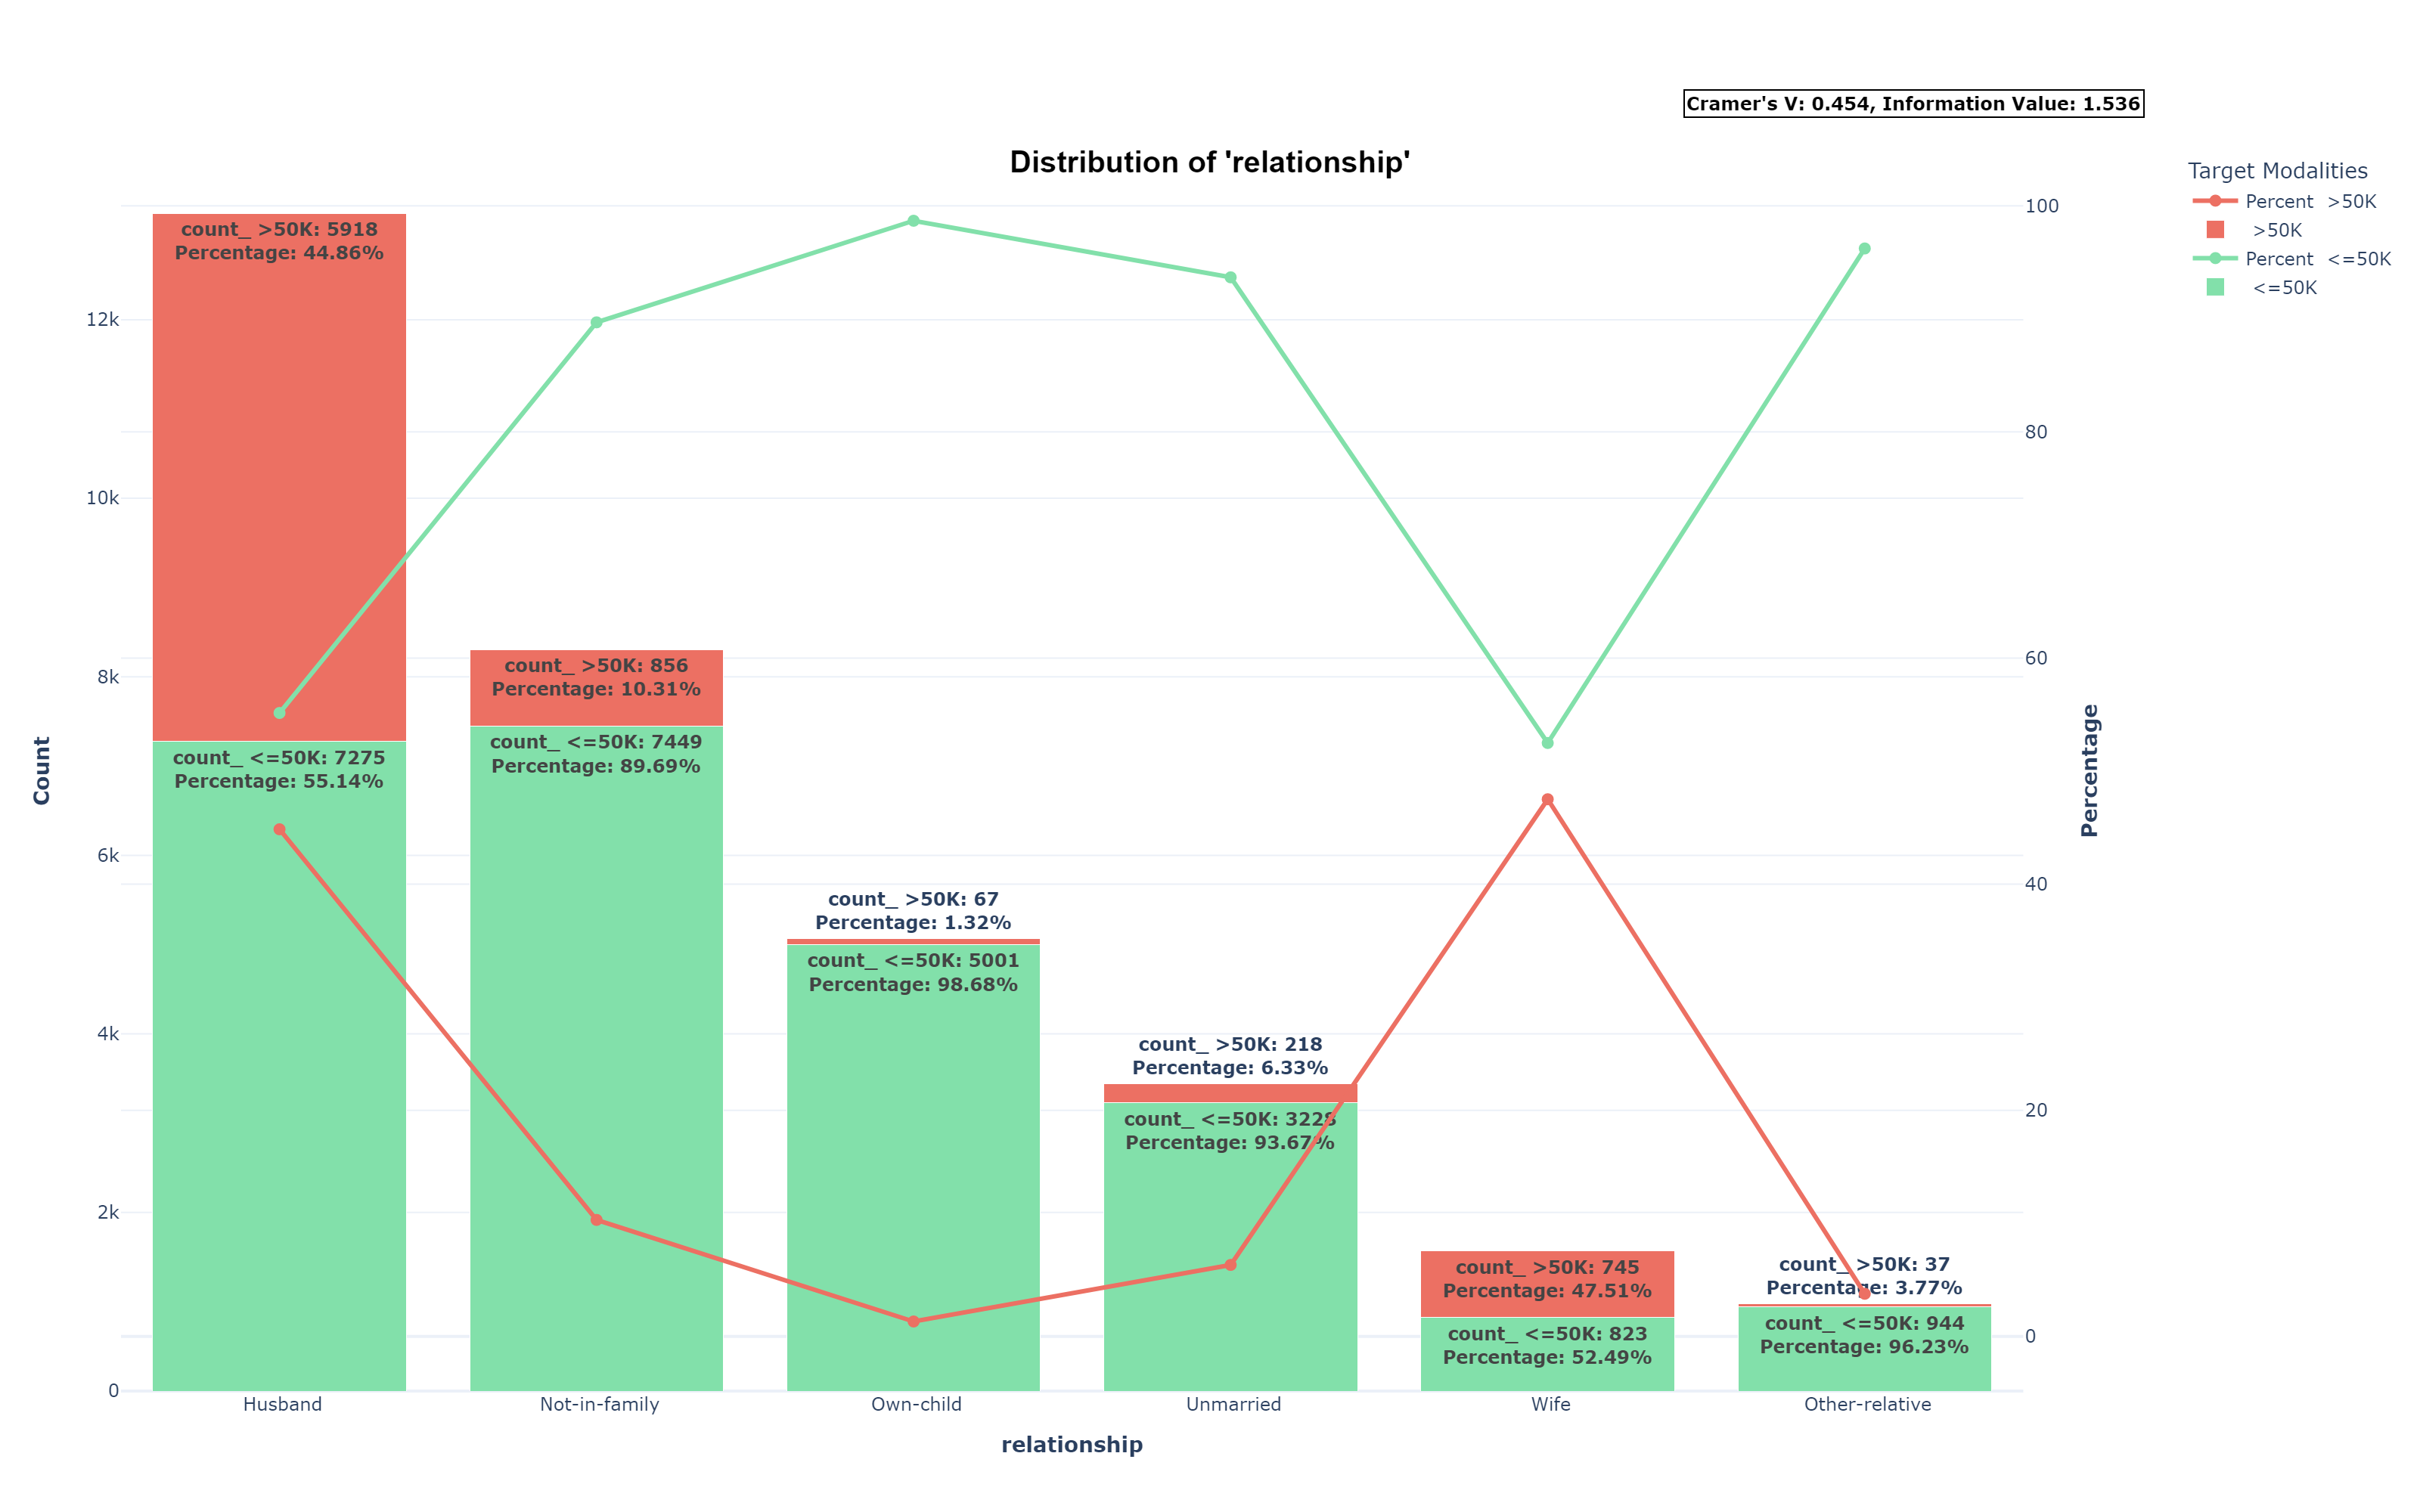 Cramer's V: 0.454, Information Value: 1.536
Distribution of 'relationship'
Target Modalities
Percent >50K
>50K
Percent <=50K
<=50K
Count
12k
10k
8k
6k
4k
2k
0
count_ >50K: 5918
Percentage: 44.86%
count_ <=50K: 7275
Percentage: 55.14%
count_ >50K: 856
Percentage: 10.31%
count_ <=50K: 7449
Percentage: 89.69%
count_ >50K: 67
Percentage: 1.32%
count_ <=50K: 5001
Percentage: 98.68%
count_ >50K: 218
Percentage: 6.33%
count_ <=50K: 3228
Percentage: 93.67%
count_ >50K: 745
Percentage: 47.51%
count_ <=50K: 823
Percentage: 52.49%
count_ >50K: 37
Percentage: 3.77%
count_ <=50K: 944
Percentage: 96.23%
100
80
60
40
20
0
Percentage
Husband
Not-in-family
Own-child
Unmarried
Wife
Other-relative
relationship